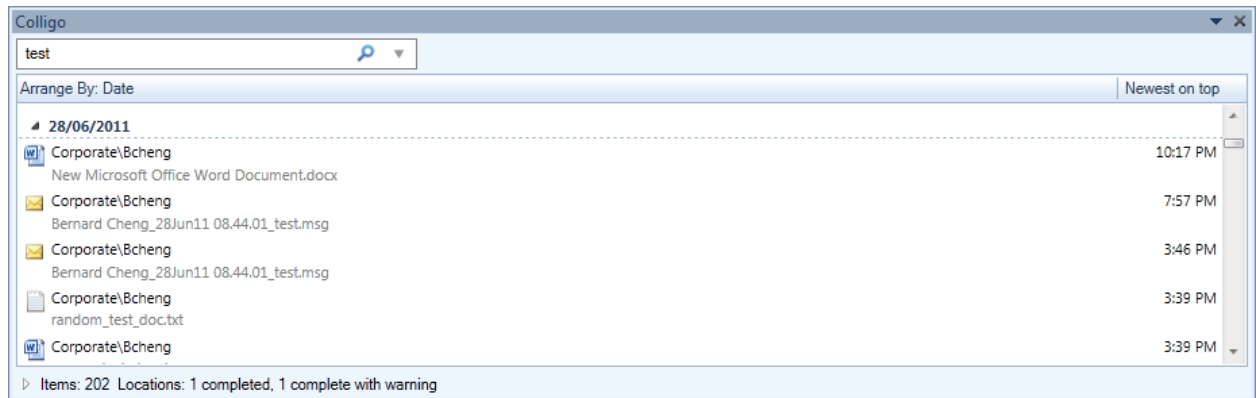 Colligo
test
Arrange By: Date Newest on top
28/06/2011
Corporate\Bcheng 10:17 PM
New Microsoft Office Word Document.docx
Corporate\Bcheng 7:57 PM
Bernard Cheng_28Jun11 08.44.01_test.msg
Corporate\Bcheng 3:46 PM
Bernard Cheng_28Jun11 08.44.01_test.msg
Corporate\Bcheng 3:39 PM
random_test_doc.txt
Corporate\Bcheng 3:39 PM
Items: 202 Locations: 1 completed, 1 complete with warning